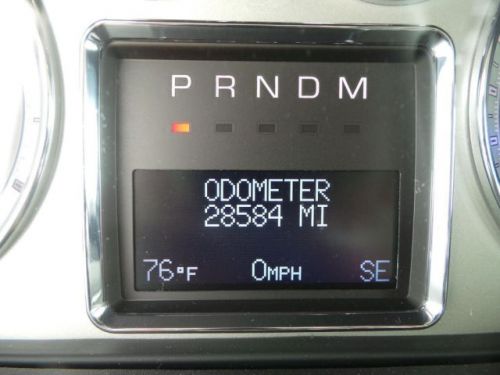 P R N D M
ODOMETER
28584 MI
76°F 0MPH SE